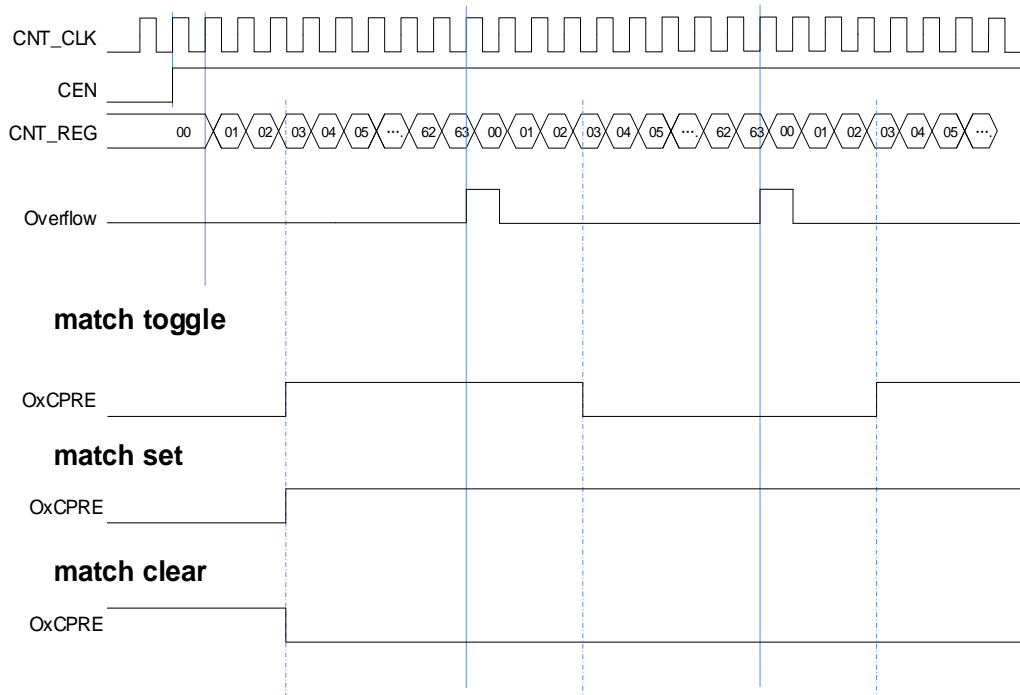 CNT_CLK
CEN
CNT_REG 00 01 02 03 04 05 .... 62 63 00 01 02 03 04 05 .... 62 63 00 01 02 03 04 05 ....
Overflow
match toggle
OxCPRE
match set
OxCPRE
match clear
OxCPRE